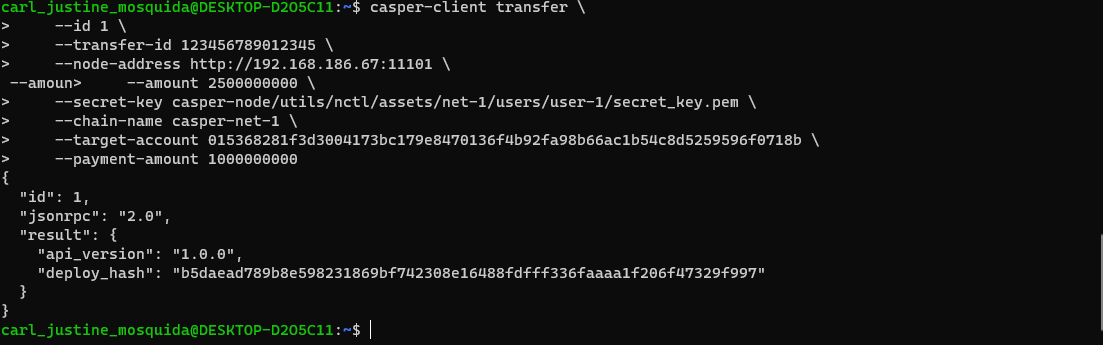 carl_justine_mosquida@DESKTOP-D2O5C11:~$ casper-client transfer \
>     --id 1 \
>     --transfer-id 123456789012345 \
>     --node-address http://192.168.186.67:11101 \
 --amoun>     --amount 2500000000 \
>     --secret-key casper-node/utils/nctl/assets/net-1/users/user-1/secret_key.pem \
>     --chain-name casper-net-1 \
>     --target-account 015368281f3d3004173bc179e8470136f4b92fa98b66ac1b54c8d5259596f0718b \
>     --payment-amount 1000000000
{
  "id": 1,
  "jsonrpc": "2.0",
  "result": {
    "api_version": "1.0.0",
    "deploy_hash": "b5daead789b8e598231869bf742308e16488fdfff336faaaa1f206f47329f997"
  }
}
carl_justine_mosquida@DESKTOP-D2O5C11:~$